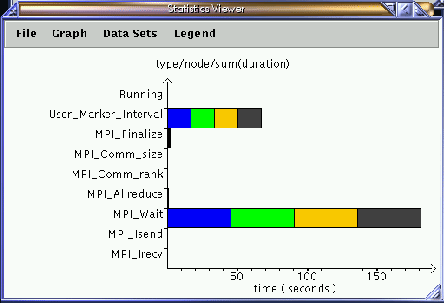 Statistics Viewer
File Graph Data Sets Legend
type/node/sum(duration)
Running
User_Marker_Interval
MPI_Finalize
MPI_Comm_size
MPI_Comm_rank
MPI_Allreduce
MPI_Wait
MPI_Isend
MPI_Irecv
50 100 150
time (seconds)